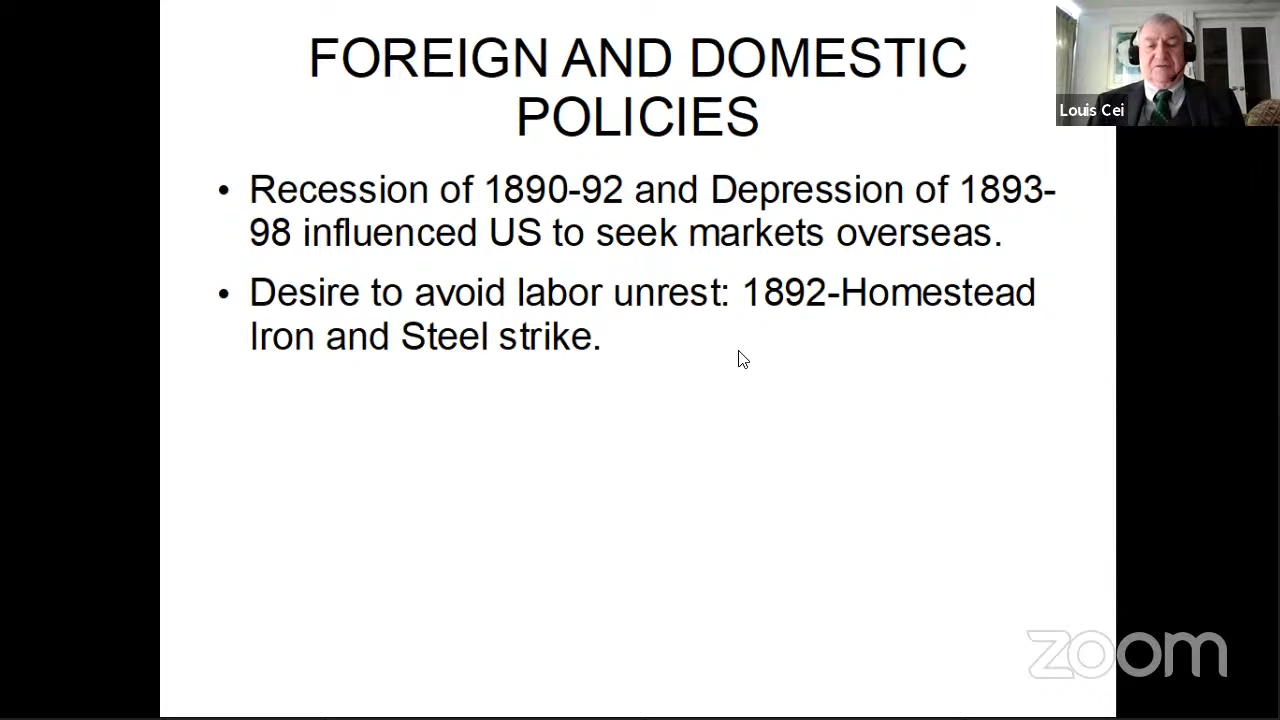 FOREIGN AND DOMESTIC
POLICIES
• Recession of 1890-92 and Depression of 1893-
98 influenced US to seek markets overseas.
• Desire to avoid labor unrest: 1892-Homestead
Iron and Steel strike.
Louis Cei
zoom